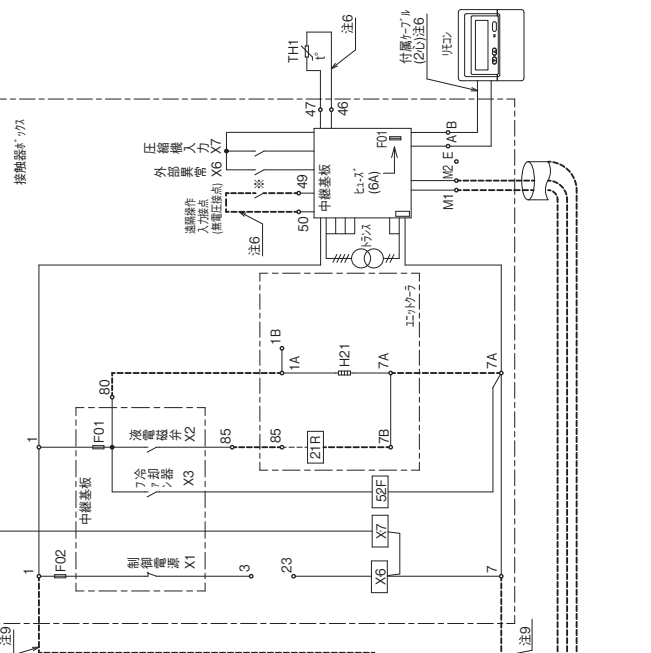 接触器ボックス
TH1
t°
注6
47
46
付属ケーブル
(2心)注6
リモコン
圧縮機入力 X7
外部異常 X6
※
遠隔操作
入力接点
(無電圧接点)
注6
49
50
中継基板
ヒューズ
(6A)
F01
B
A
E
M2
M1
トランス
ユニットクーラ
1B
1A
H21
7A
7A
80
1
F01
液電磁弁
X2
85
85
21R
7B
冷却器
ファン
X3
中継基板
52F
X7
1
F02
制御電源
X1
3
23
X6
7
注9
注9